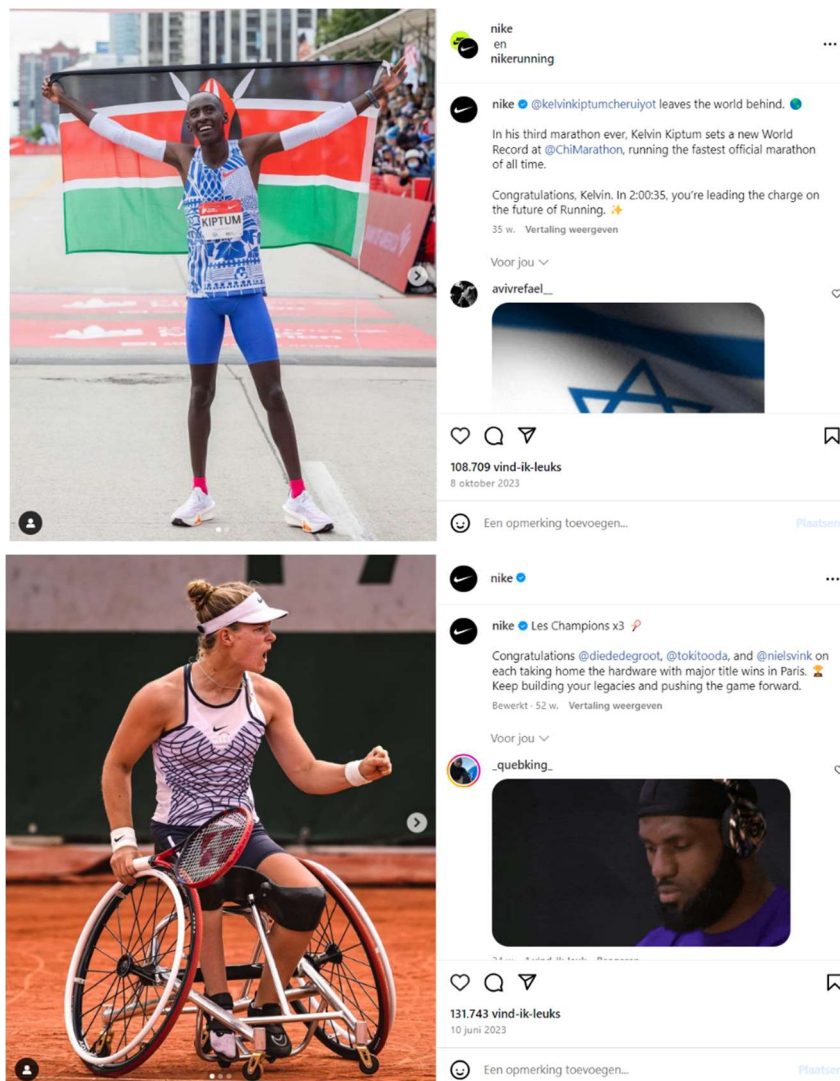 KIPTUM
nike
en
nikerunning
nike @kelvinkiptumcheruiyot leaves the world behind. 🌎
In his third marathon ever, Kelvin Kiptum sets a new World
Record at @ChiMarathon, running the fastest official marathon
of all time.
Congratulations, Kelvin. In 2:00:35, you're leading the charge on
the future of Running. ✨
35 w. Vertaling weergeven
Voor jou
avivrefael__
108.709 vind-ik-leuks
8 oktober 2023
Een opmerking toevoegen...
Plaatsen
nike
nike Les Champions x3
Congratulations @diededegroot, @tokitooda, and @nielsvink on
each taking home the hardware with major title wins in Paris. 🏆
Keep building your legacies and pushing the game forward.
Bewerkt · 52 w. Vertaling weergeven
Voor jou
_quebking_
131.743 vind-ik-leuks
10 juni 2023
Een opmerking toevoegen...
Plaatsen